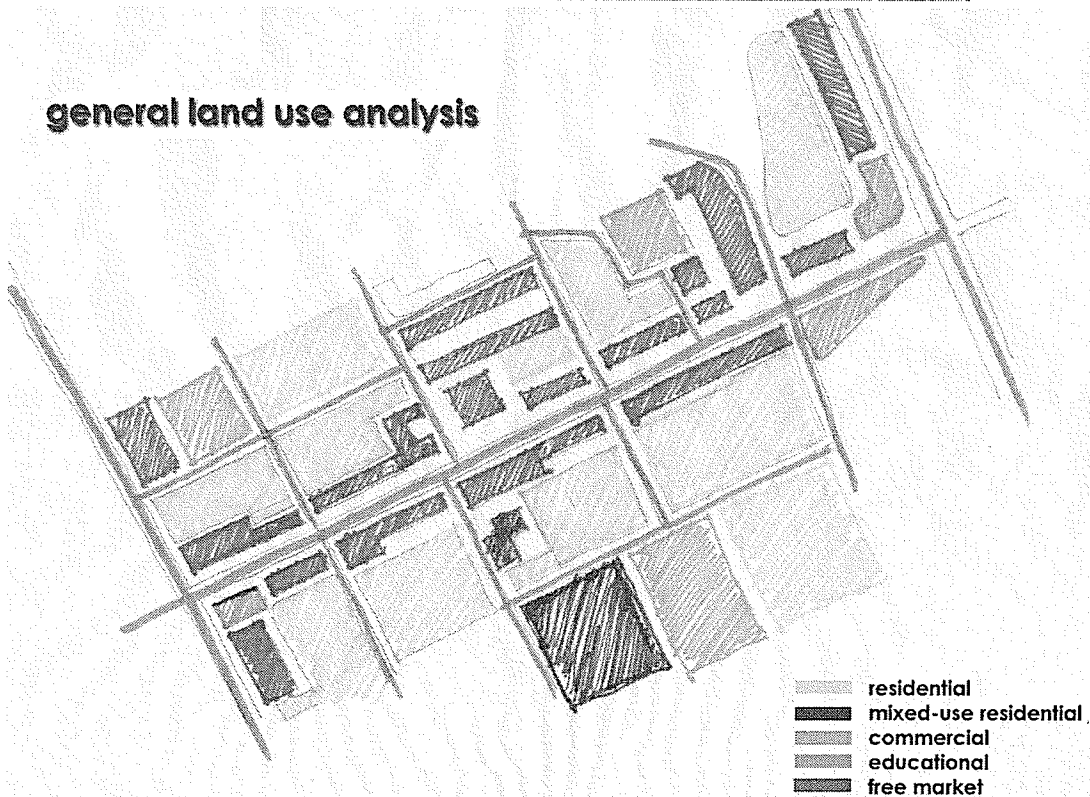 general land use analysis
residential
mixed-use residential
commercial
educational
free market